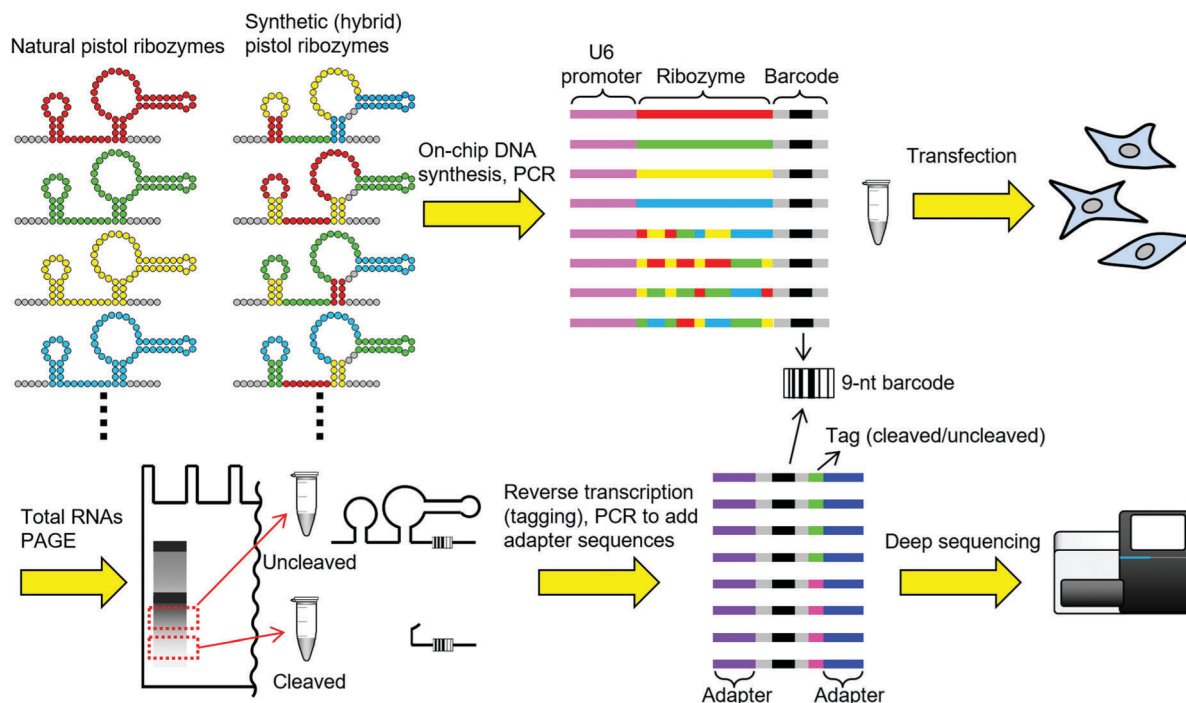 Natural pistol ribozymes
Synthetic (hybrid)
pistol ribozymes
On-chip DNA
synthesis, PCR
U6
promoter
Ribozyme
Barcode
Transfection
9-nt barcode
Total RNAs
PAGE
Uncleaved
Cleaved
Reverse transcription
(tagging), PCR to add
adapter sequences
Tag (cleaved/uncleaved)
Adapter
Adapter
Deep sequencing